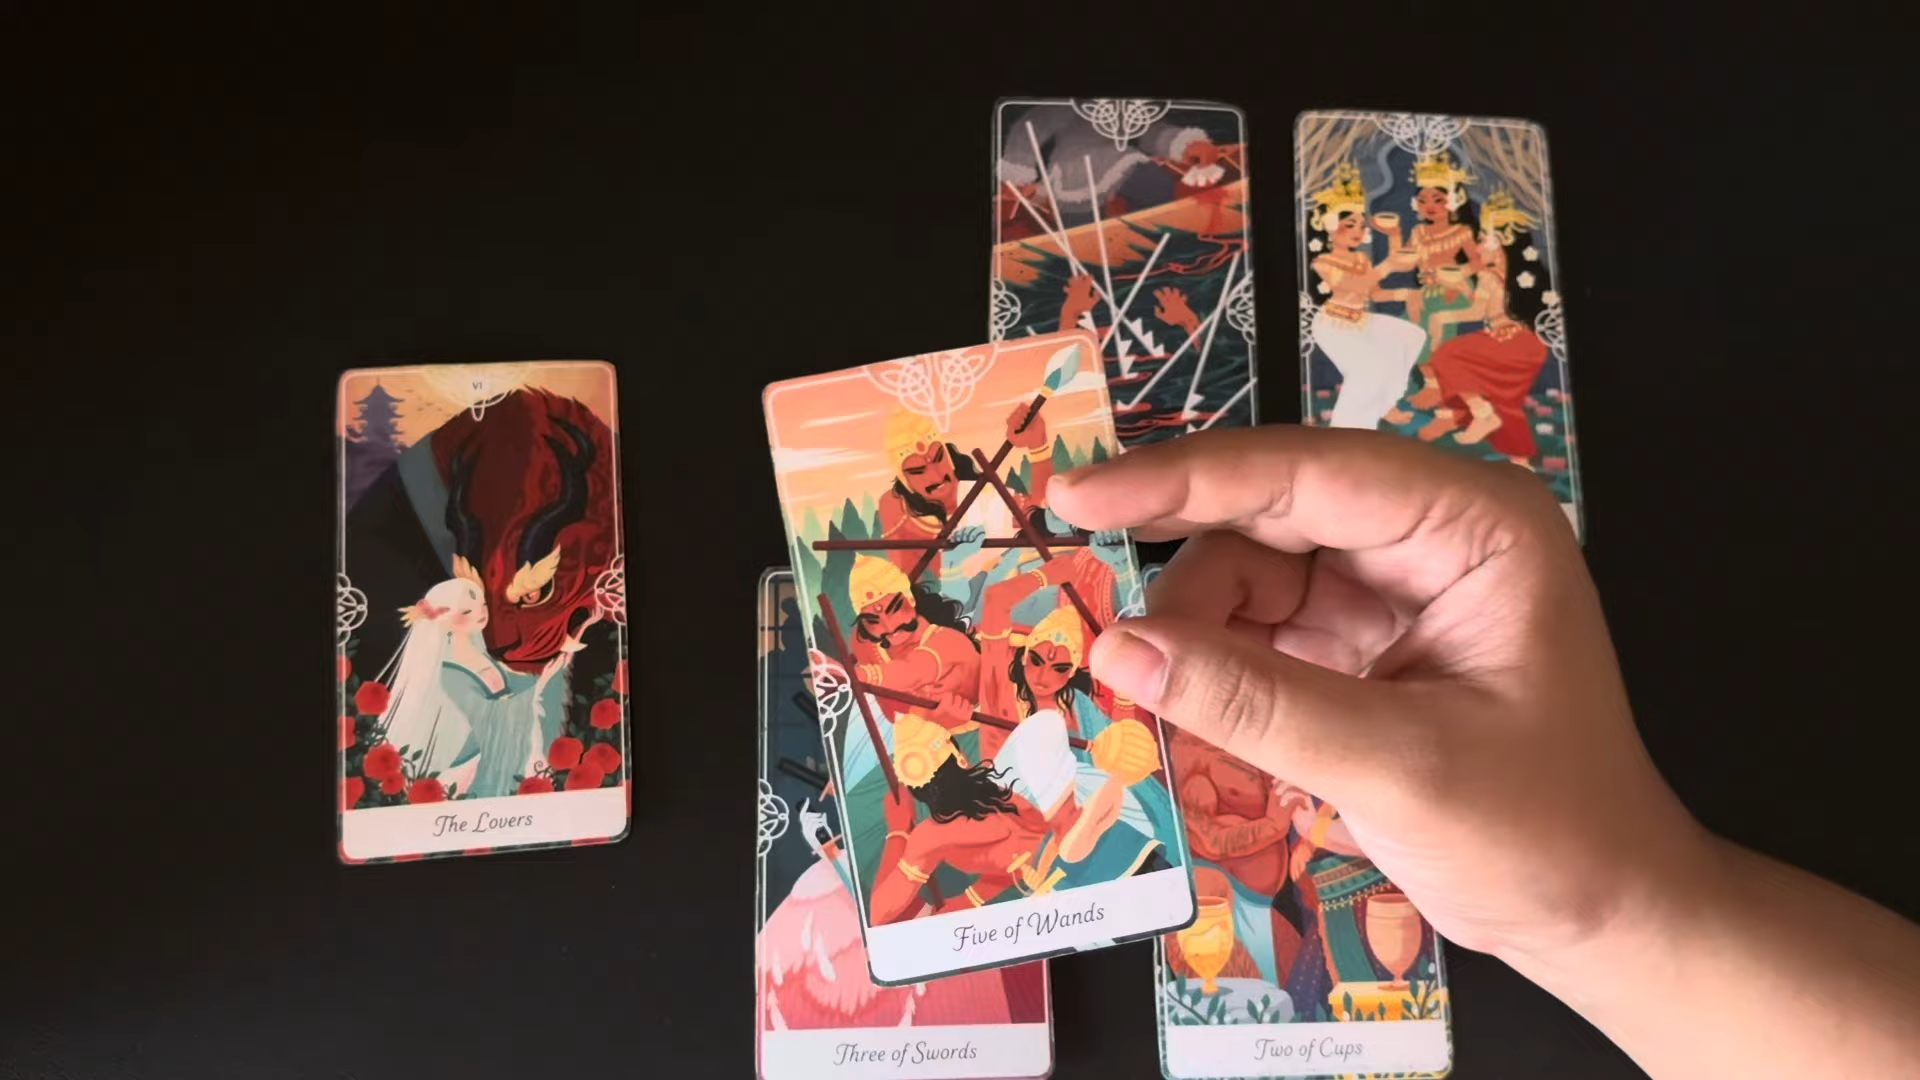 VI
The Lovers
Five of Wands
Three of Swords
Two of Cups